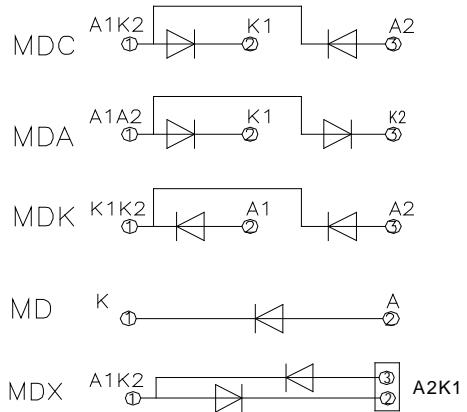 A1K2 K1 A2
MDC 1 2 3
A1A2 K1 K2
MDA 1 2 3
K1K2 A1 A2
MDK 1 2 3
MD K A
1 2
3
MDX A1K2 A2K1
1 2